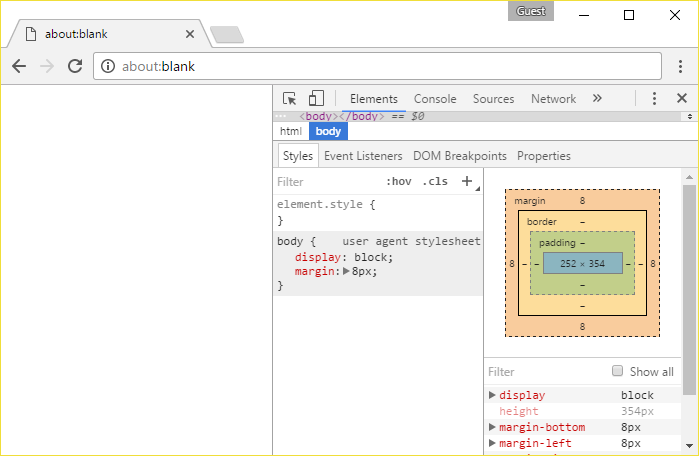 Guest
about:blank
about:blank
Elements Console Sources Network »
… <body></body> == $0
html body
Styles Event Listeners DOM Breakpoints Properties
Filter :hov .cls +
element.style {
}
body { user agent stylesheet
display: block;
margin: 8px;
}
margin 8
border –
padding –
8 – – 252 × 354 – – 8
–
–
8
Filter Show all
display block
height 354px
margin-bottom 8px
margin-left 8px